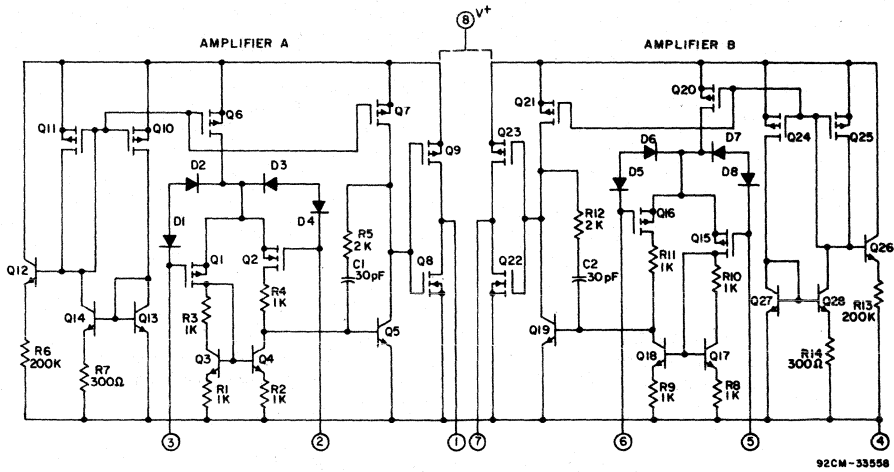 8 V+
AMPLIFIER A
AMPLIFIER B
Q11
Q10
Q6
Q7
Q9
Q23
Q21
Q20
Q24
Q25
D2
D3
D6
D7
D1
D4
D5
D8
Q1
Q2
Q16
Q15
R5
2K
C1
30pF
Q8
Q22
R12
2K
C2
30pF
R11
1K
R10
1K
Q26
Q12
Q14
Q13
R3
1K
R4
1K
Q3
Q4
Q5
Q19
Q18
Q17
Q27
Q28
R13
200K
R6
200K
R7
300Ω
R1
1K
R2
1K
R9
1K
R8
1K
R14
300Ω
3
2
1
7
6
5
4
92CM-33558